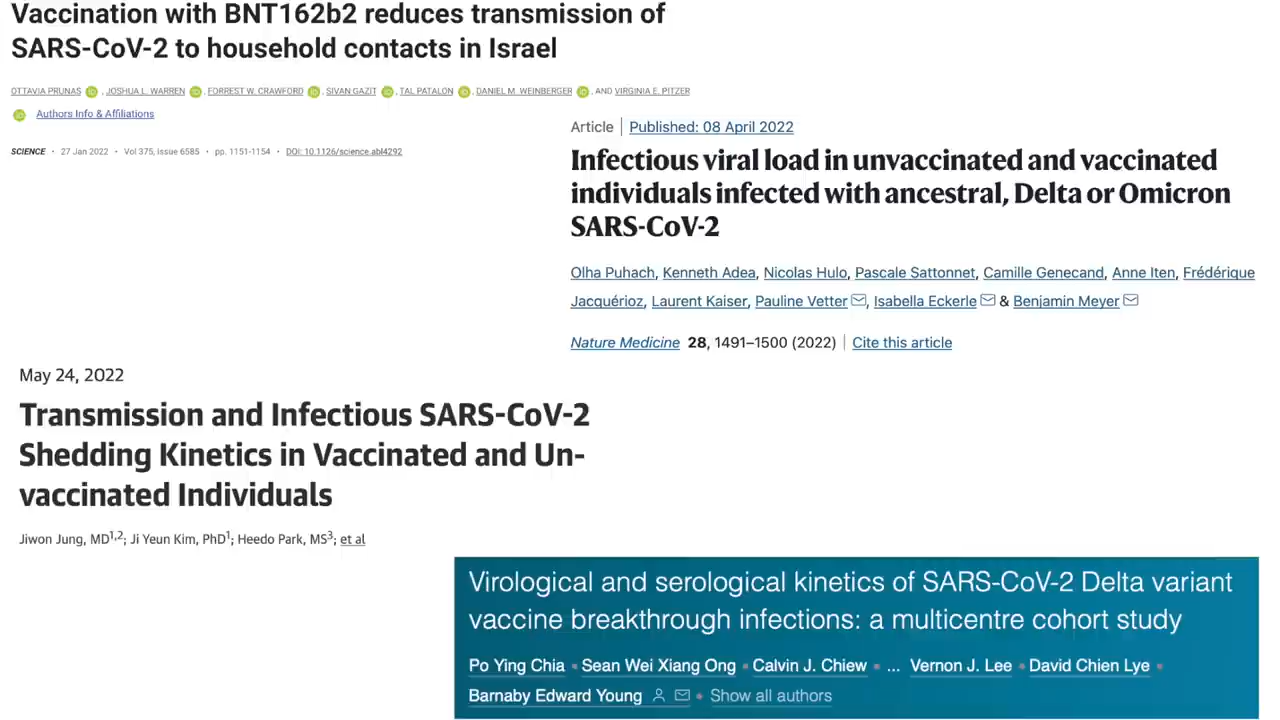 Vaccination with BNT162b2 reduces transmission of
SARS-CoV-2 to household contacts in Israel
OTTAVIA PRUNAS , JOSHUA L. WARREN , FORREST W. CRAWFORD , SIVAN GAZIT , TAL PATALON , DANIEL M. WEINBERGER , AND VIRGINIA E. PITZER
Authors Info & Affiliations
SCIENCE • 27 Jan 2022 • Vol 375, Issue 6585 • pp. 1151-1154 • DOI: 10.1126/science.abl4292
Article | Published: 08 April 2022
Infectious viral load in unvaccinated and vaccinated
individuals infected with ancestral, Delta or Omicron
SARS-CoV-2
Olha Puhach, Kenneth Adea, Nicolas Hulo, Pascale Sattonnet, Camille Genecand, Anne Iten, Frédérique
Jacquérioz, Laurent Kaiser, Pauline Vetter, Isabella Eckerle & Benjamin Meyer
Nature Medicine 28, 1491–1500 (2022) | Cite this article
May 24, 2022
Transmission and Infectious SARS-CoV-2
Shedding Kinetics in Vaccinated and Un-
vaccinated Individuals
Jiwon Jung, MD1,2; Ji Yeun Kim, PhD1; Heedo Park, MS3; et al
Virological and serological kinetics of SARS-CoV-2 Delta variant
vaccine breakthrough infections: a multicentre cohort study
Po Ying Chia • Sean Wei Xiang Ong • Calvin J. Chiew • ... Vernon J. Lee • David Chien Lye •
Barnaby Edward Young • Show all authors